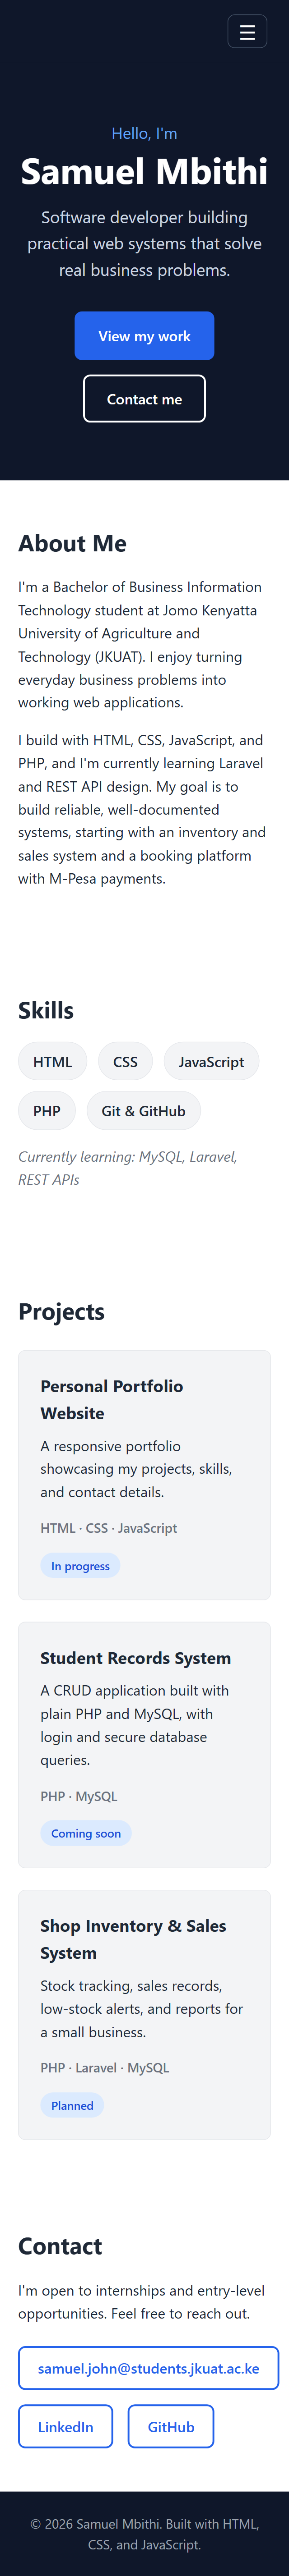 ☰
Hello, I'm
Samuel Mbithi
Software developer building
practical web systems that solve
real business problems.
View my work
Contact me
About Me
I'm a Bachelor of Business Information
Technology student at Jomo Kenyatta
University of Agriculture and
Technology (JKUAT). I enjoy turning
everyday business problems into
working web applications.
I build with HTML, CSS, JavaScript, and
PHP, and I'm currently learning Laravel
and REST API design. My goal is to
build reliable, well-documented
systems, starting with an inventory and
sales system and a booking platform
with M-Pesa payments.
Skills
HTML CSS JavaScript
PHP Git & GitHub
Currently learning: MySQL, Laravel,
REST APIs
Projects
Personal Portfolio
Website
A responsive portfolio
showcasing my projects, skills,
and contact details.
HTML · CSS · JavaScript
In progress
Student Records System
A CRUD application built with
plain PHP and MySQL, with
login and secure database
queries.
PHP · MySQL
Coming soon
Shop Inventory & Sales
System
Stock tracking, sales records,
low-stock alerts, and reports for
a small business.
PHP · Laravel · MySQL
Planned
Contact
I'm open to internships and entry-level
opportunities. Feel free to reach out.
samuel.john@students.jkuat.ac.ke
LinkedIn GitHub
© 2026 Samuel Mbithi. Built with HTML,
CSS, and JavaScript.